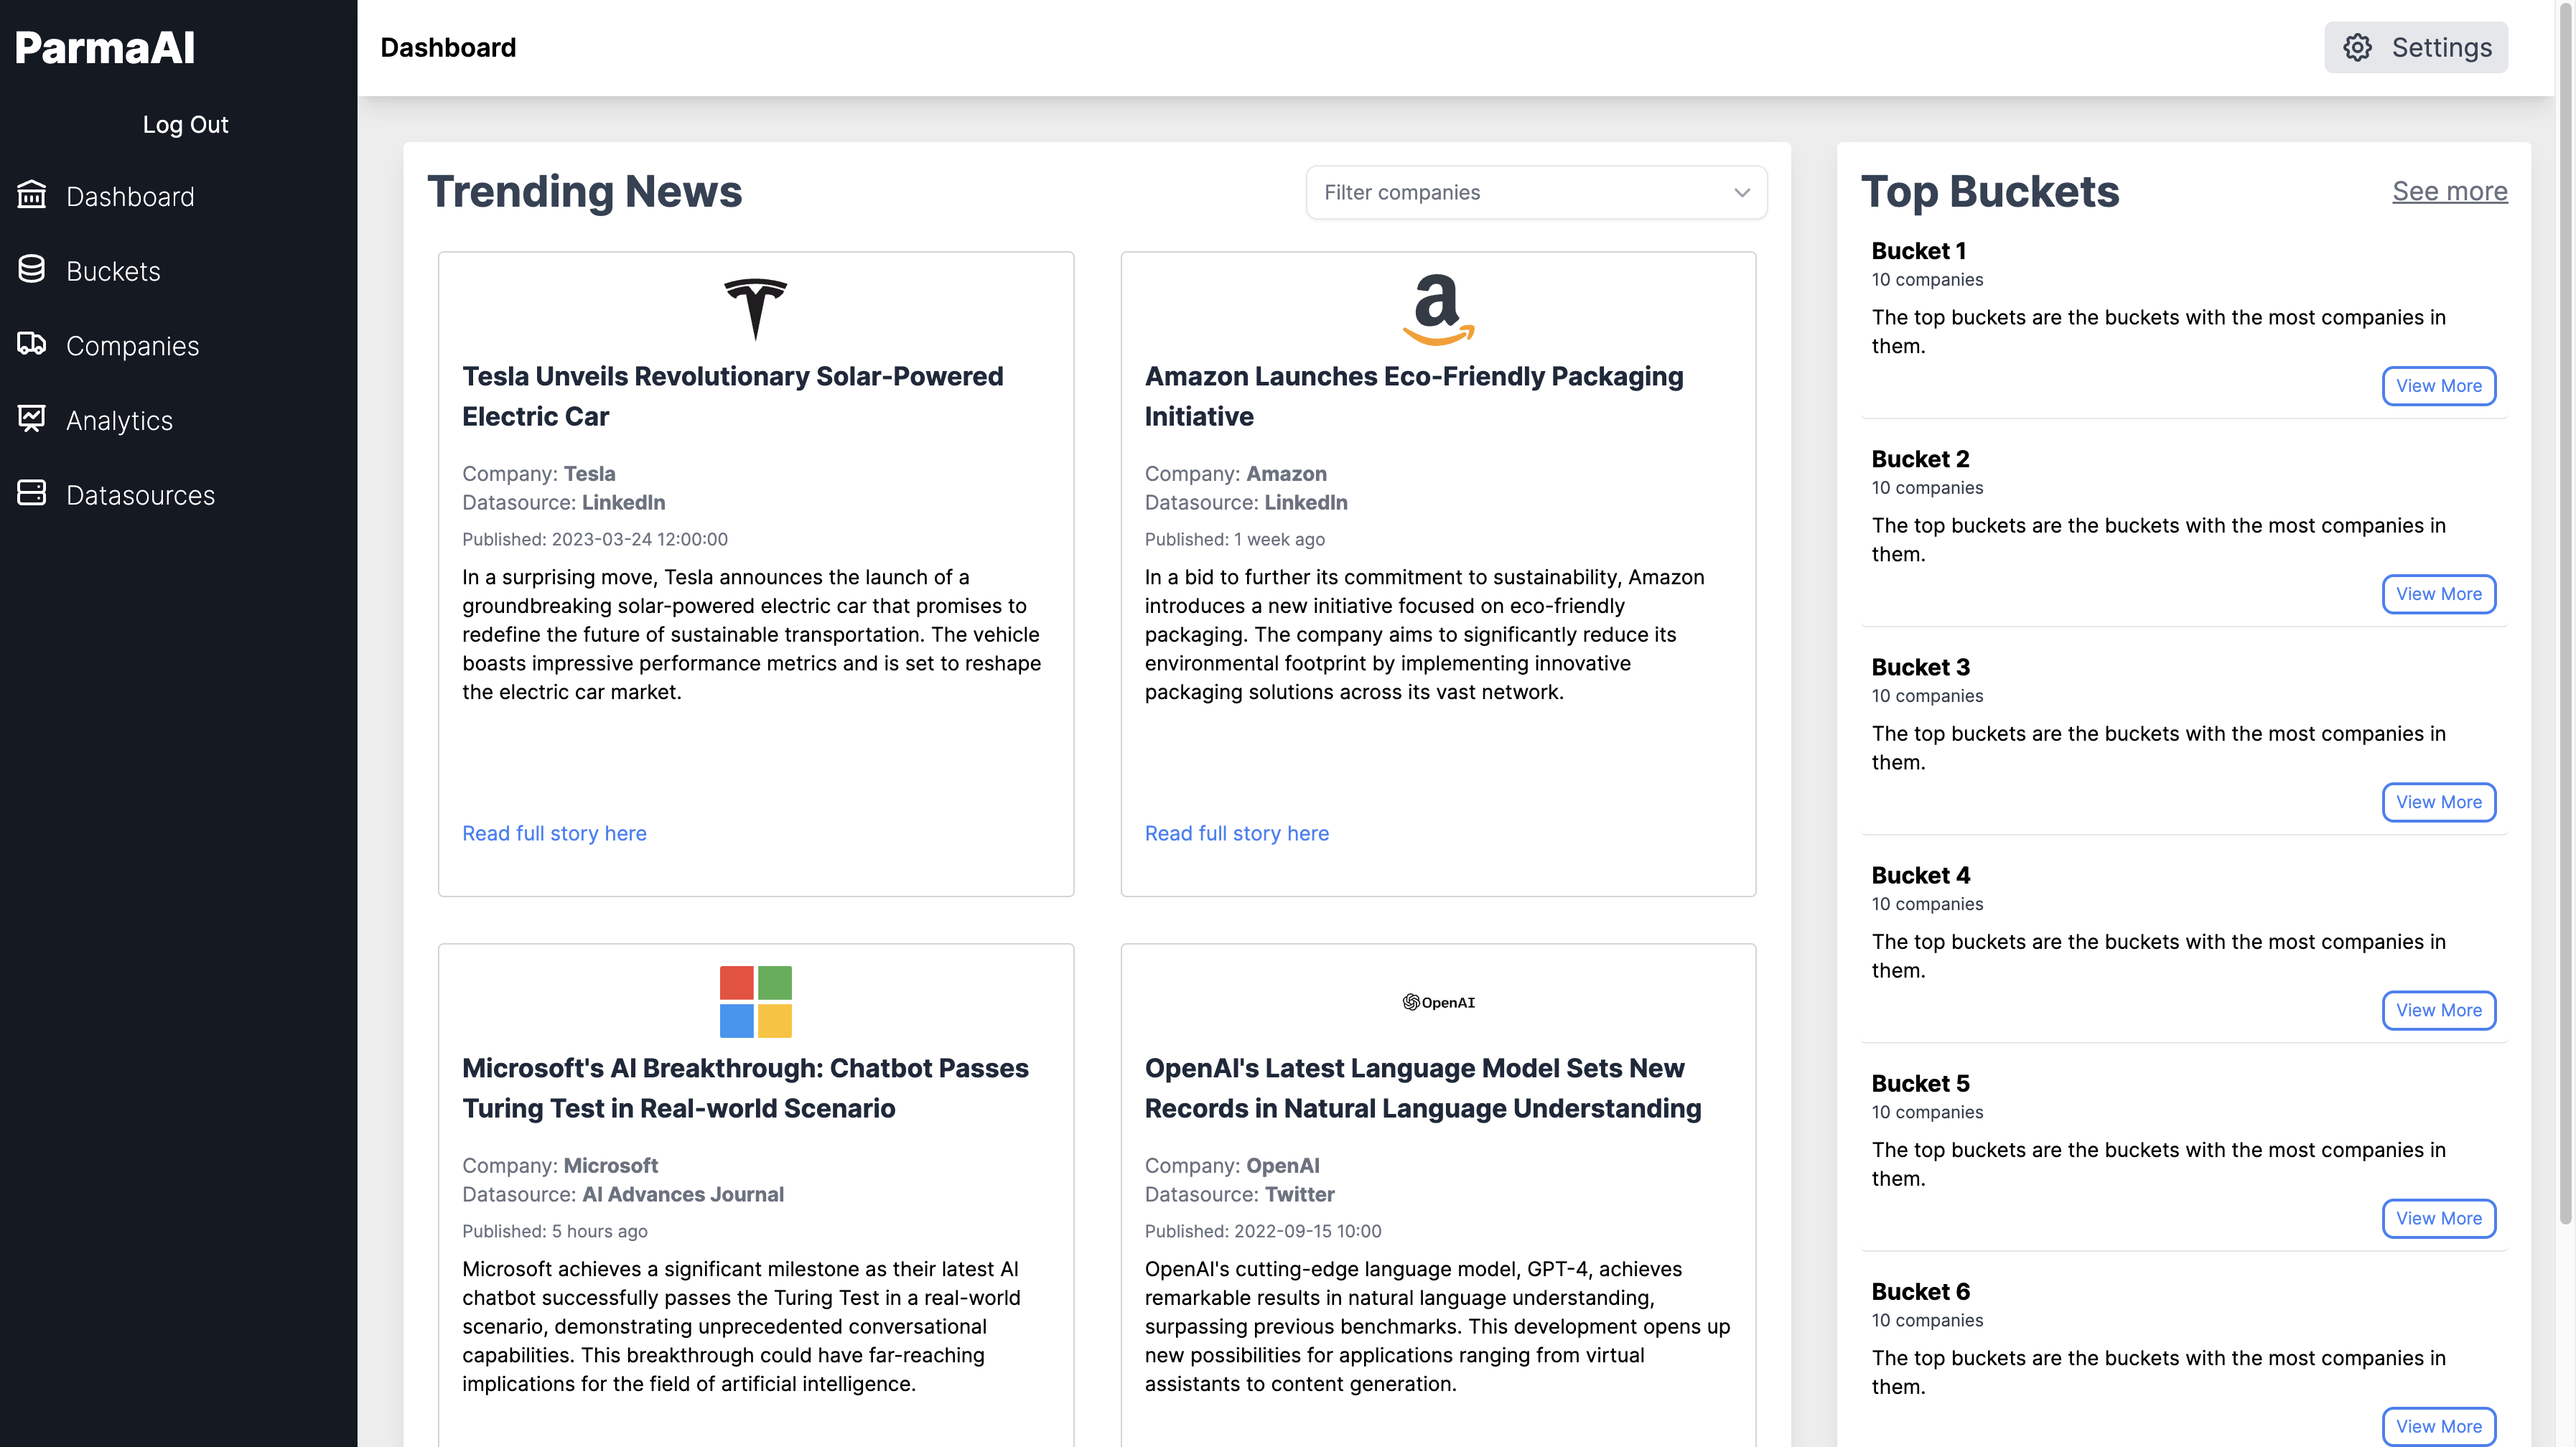 ParmaAI
Log Out
Dashboard
Buckets
Companies
Analytics
Datasources
Dashboard
Settings
Trending News
Filter companies
Tesla Unveils Revolutionary Solar-Powered
Electric Car
Company: Tesla
Datasource: LinkedIn
Published: 2023-03-24 12:00:00
In a surprising move, Tesla announces the launch of a
groundbreaking solar-powered electric car that promises to
redefine the future of sustainable transportation. The vehicle
boasts impressive performance metrics and is set to reshape
the electric car market.
Read full story here
a
Amazon Launches Eco-Friendly Packaging
Initiative
Company: Amazon
Datasource: LinkedIn
Published: 1 week ago
In a bid to further its commitment to sustainability, Amazon
introduces a new initiative focused on eco-friendly
packaging. The company aims to significantly reduce its
environmental footprint by implementing innovative
packaging solutions across its vast network.
Read full story here
Microsoft's AI Breakthrough: Chatbot Passes
Turing Test in Real-world Scenario
Company: Microsoft
Datasource: AI Advances Journal
Published: 5 hours ago
Microsoft achieves a significant milestone as their latest AI
chatbot successfully passes the Turing Test in a real-world
scenario, demonstrating unprecedented conversational
capabilities. This breakthrough could have far-reaching
implications for the field of artificial intelligence.
OpenAI
OpenAI's Latest Language Model Sets New
Records in Natural Language Understanding
Company: OpenAI
Datasource: Twitter
Published: 2022-09-15 10:00
OpenAI's cutting-edge language model, GPT-4, achieves
remarkable results in natural language understanding,
surpassing previous benchmarks. This development opens up
new possibilities for applications ranging from virtual
assistants to content generation.
Top Buckets
See more
Bucket 1
10 companies
The top buckets are the buckets with the most companies in
them.
View More
Bucket 2
10 companies
The top buckets are the buckets with the most companies in
them.
View More
Bucket 3
10 companies
The top buckets are the buckets with the most companies in
them.
View More
Bucket 4
10 companies
The top buckets are the buckets with the most companies in
them.
View More
Bucket 5
10 companies
The top buckets are the buckets with the most companies in
them.
View More
Bucket 6
10 companies
The top buckets are the buckets with the most companies in
them.
View More